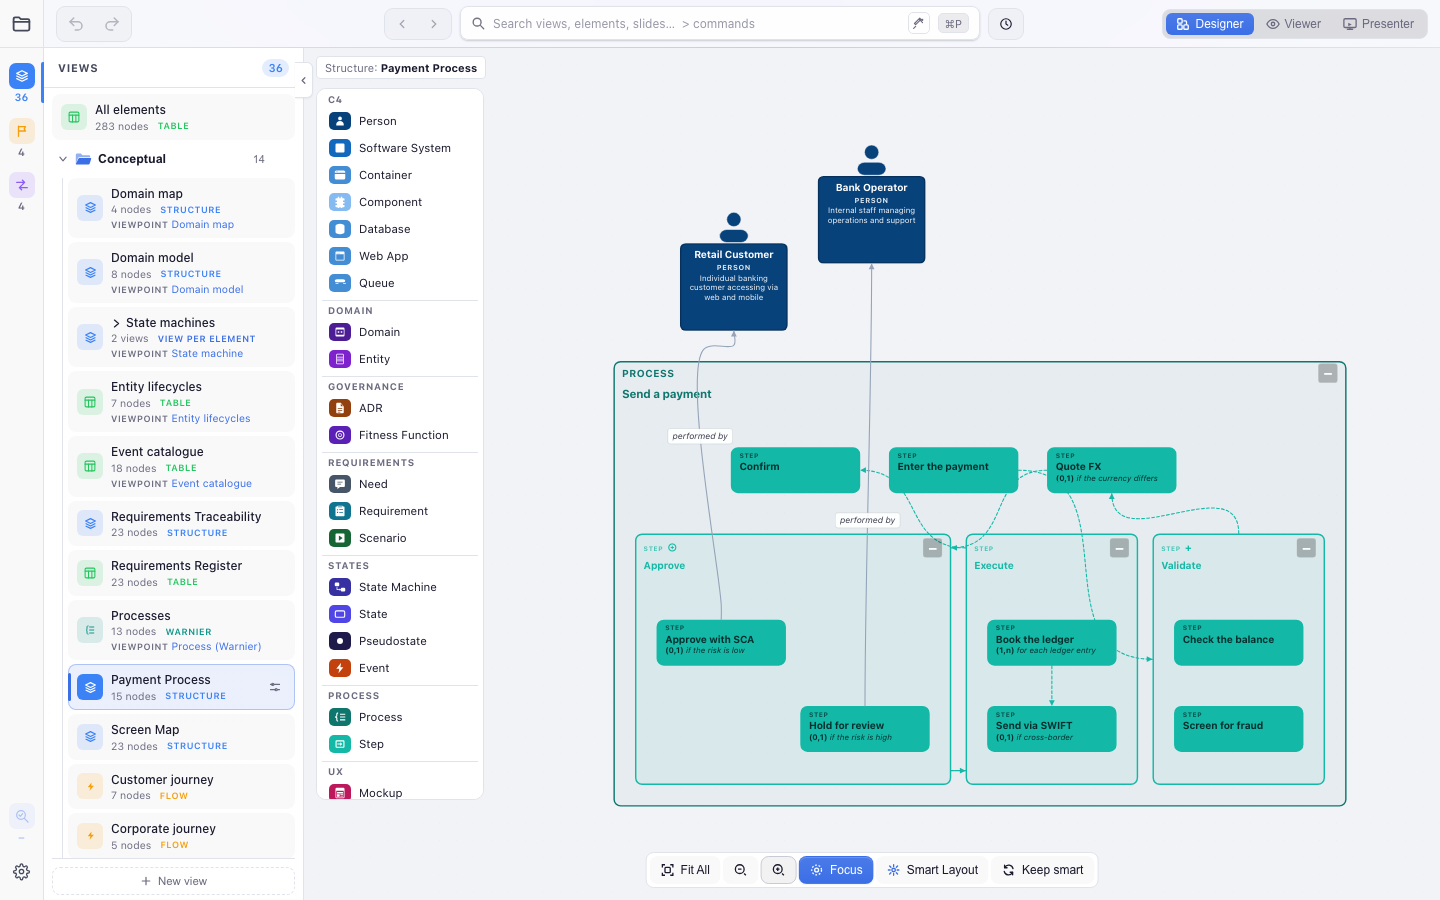 Search views, elements, slides... > commands
⌘P
Designer
Viewer
Presenter
36
4
4
–
VIEWS
36
All elements
283 nodes TABLE
Conceptual
14
Domain map
4 nodes STRUCTURE
VIEWPOINT Domain map
Domain model
8 nodes STRUCTURE
VIEWPOINT Domain model
State machines
2 views VIEW PER ELEMENT
VIEWPOINT State machine
Entity lifecycles
7 nodes TABLE
VIEWPOINT Entity lifecycles
Event catalogue
18 nodes TABLE
VIEWPOINT Event catalogue
Requirements Traceability
23 nodes STRUCTURE
Requirements Register
23 nodes TABLE
Processes
13 nodes WARNIER
VIEWPOINT Process (Warnier)
Payment Process
15 nodes STRUCTURE
Screen Map
23 nodes STRUCTURE
Customer journey
7 nodes FLOW
Corporate journey
5 nodes FLOW
New view
Structure: Payment Process
C4
Person
Software System
Container
Component
Database
Web App
Queue
DOMAIN
Domain
Entity
GOVERNANCE
ADR
Fitness Function
REQUIREMENTS
Need
Requirement
Scenario
STATES
State Machine
State
Pseudostate
Event
PROCESS
Process
Step
UX
Mockup
Bank Operator
PERSON
Internal staff managing
operations and support
Retail Customer
PERSON
Individual banking
customer accessing via
web and mobile
PROCESS
Send a payment
performed by
performed by
STEP
Confirm
STEP
Enter the payment
STEP
Quote FX
(0,1) if the currency differs
STEP
Approve
STEP
Approve with SCA
(0,1) if the risk is low
STEP
Hold for review
(0,1) if the risk is high
STEP
Execute
STEP
Book the ledger
(1,n) for each ledger entry
STEP
Send via SWIFT
(0,1) if cross-border
STEP
Validate
STEP
Check the balance
STEP
Screen for fraud
Fit All
Focus
Smart Layout
Keep smart